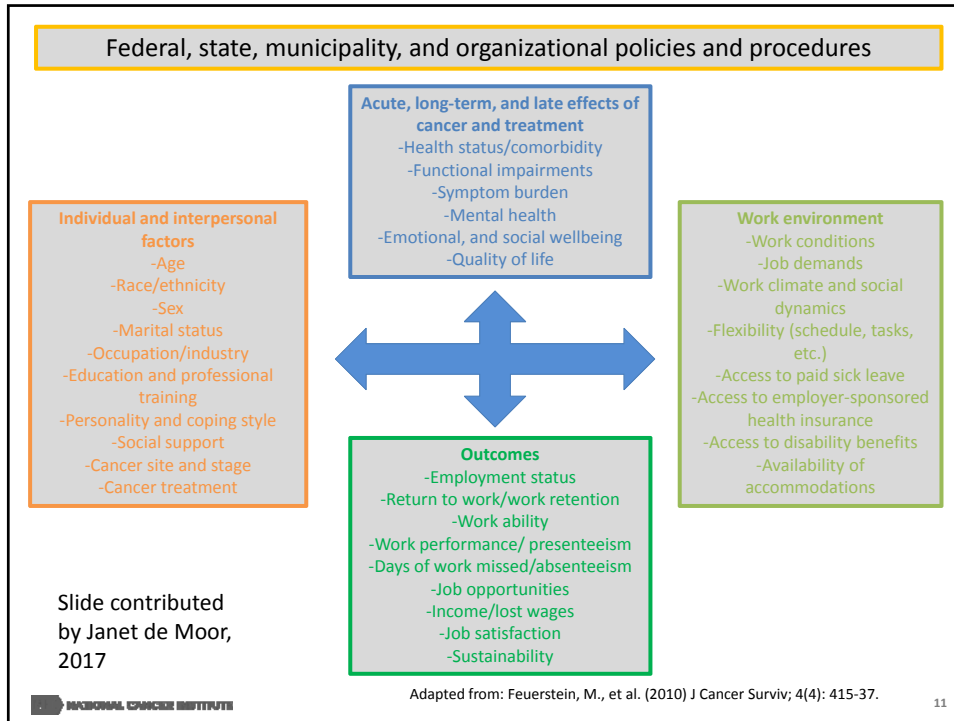 Federal, state, municipality, and organizational policies and procedures
Acute, long-term, and late effects of
cancer and treatment
-Health status/comorbidity
-Functional impairments
-Symptom burden
-Mental health
-Emotional, and social wellbeing
-Quality of life
Individual and interpersonal
factors
-Age
-Race/ethnicity
-Sex
-Marital status
-Occupation/industry
-Education and professional
training
-Personality and coping style
-Social support
-Cancer site and stage
-Cancer treatment
Work environment
-Work conditions
-Job demands
-Work climate and social
dynamics
-Flexibility (schedule, tasks,
etc.)
-Access to paid sick leave
-Access to employer-sponsored
health insurance
-Access to disability benefits
-Availability of
accommodations
Outcomes
-Employment status
-Return to work/work retention
-Work ability
-Work performance/ presenteeism
-Days of work missed/absenteeism
-Job opportunities
-Income/lost wages
-Job satisfaction
-Sustainability
Slide contributed
by Janet de Moor,
2017
Adapted from: Feuerstein, M., et al. (2010) J Cancer Surviv; 4(4): 415-37.
NATIONAL CANCER INSTITUTE
11